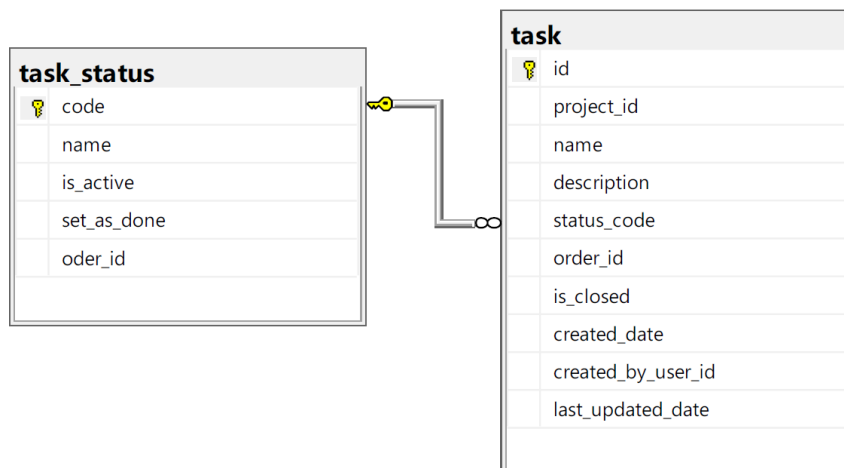 task_status
code
name
is_active
set_as_done
oder_id
task
id
project_id
name
description
status_code
order_id
is_closed
created_date
created_by_user_id
last_updated_date